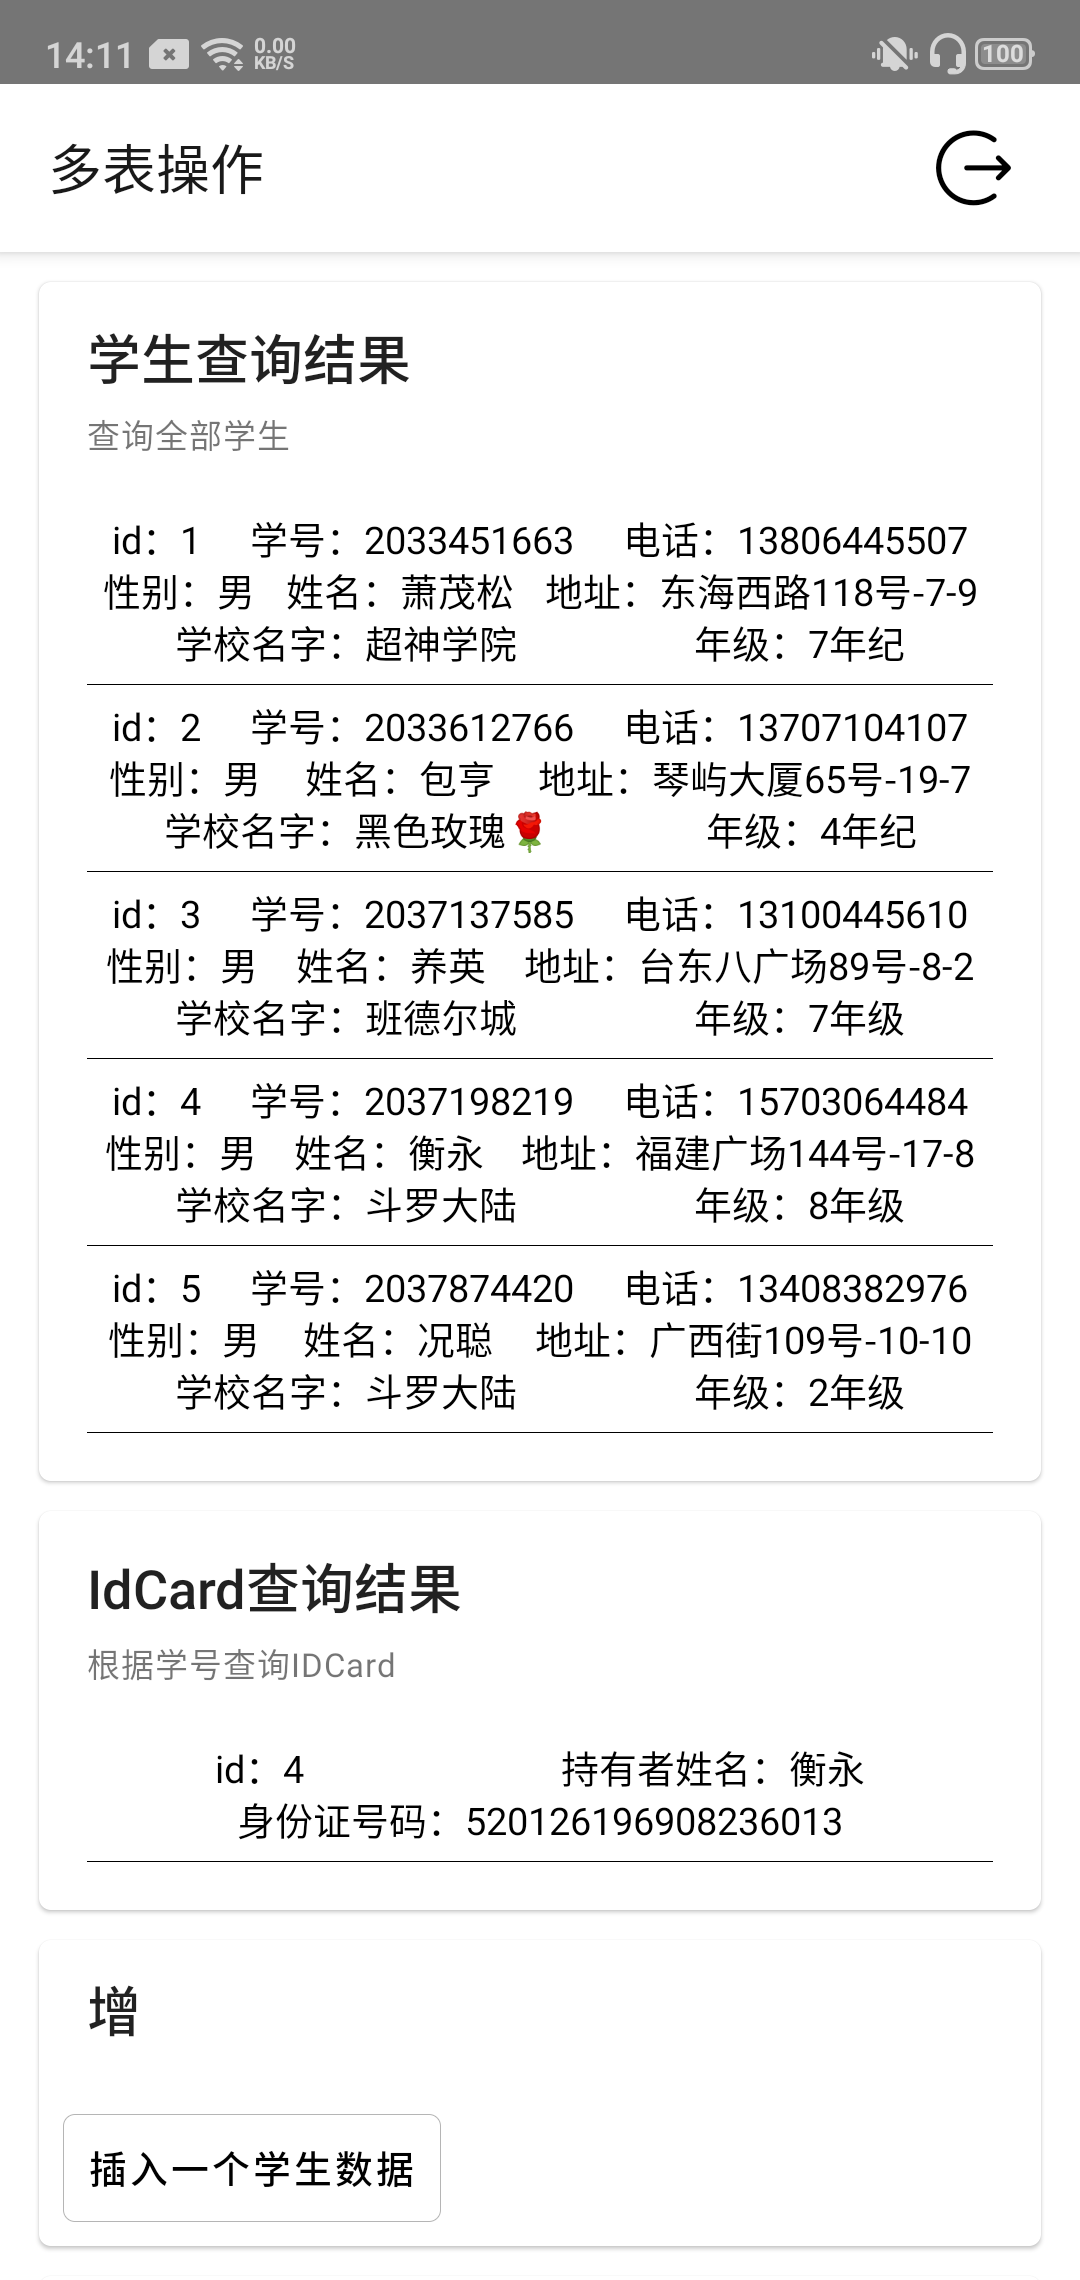 14:11 0.00 KB/S 100
多表操作
学生查询结果
查询全部学生
id：1 学号：2033451663 电话：13806445507
性别：男 姓名：萧茂松 地址：东海西路118号-7-9
学校名字：超神学院 年级：7年纪
id：2 学号：2033612766 电话：13707104107
性别：男 姓名：包亨 地址：琴屿大厦65号-19-7
学校名字：黑色玫瑰🌹 年级：4年纪
id：3 学号：2037137585 电话：13100445610
性别：男 姓名：养英 地址：台东八广场89号-8-2
学校名字：班德尔城 年级：7年级
id：4 学号：2037198219 电话：15703064484
性别：男 姓名：衡永 地址：福建广场144号-17-8
学校名字：斗罗大陆 年级：8年级
id：5 学号：2037874420 电话：13408382976
性别：男 姓名：况聪 地址：广西街109号-10-10
学校名字：斗罗大陆 年级：2年级
IdCard查询结果
根据学号查询IDCard
id：4 持有者姓名：衡永
身份证号码：520126196908236013
增
插入一个学生数据